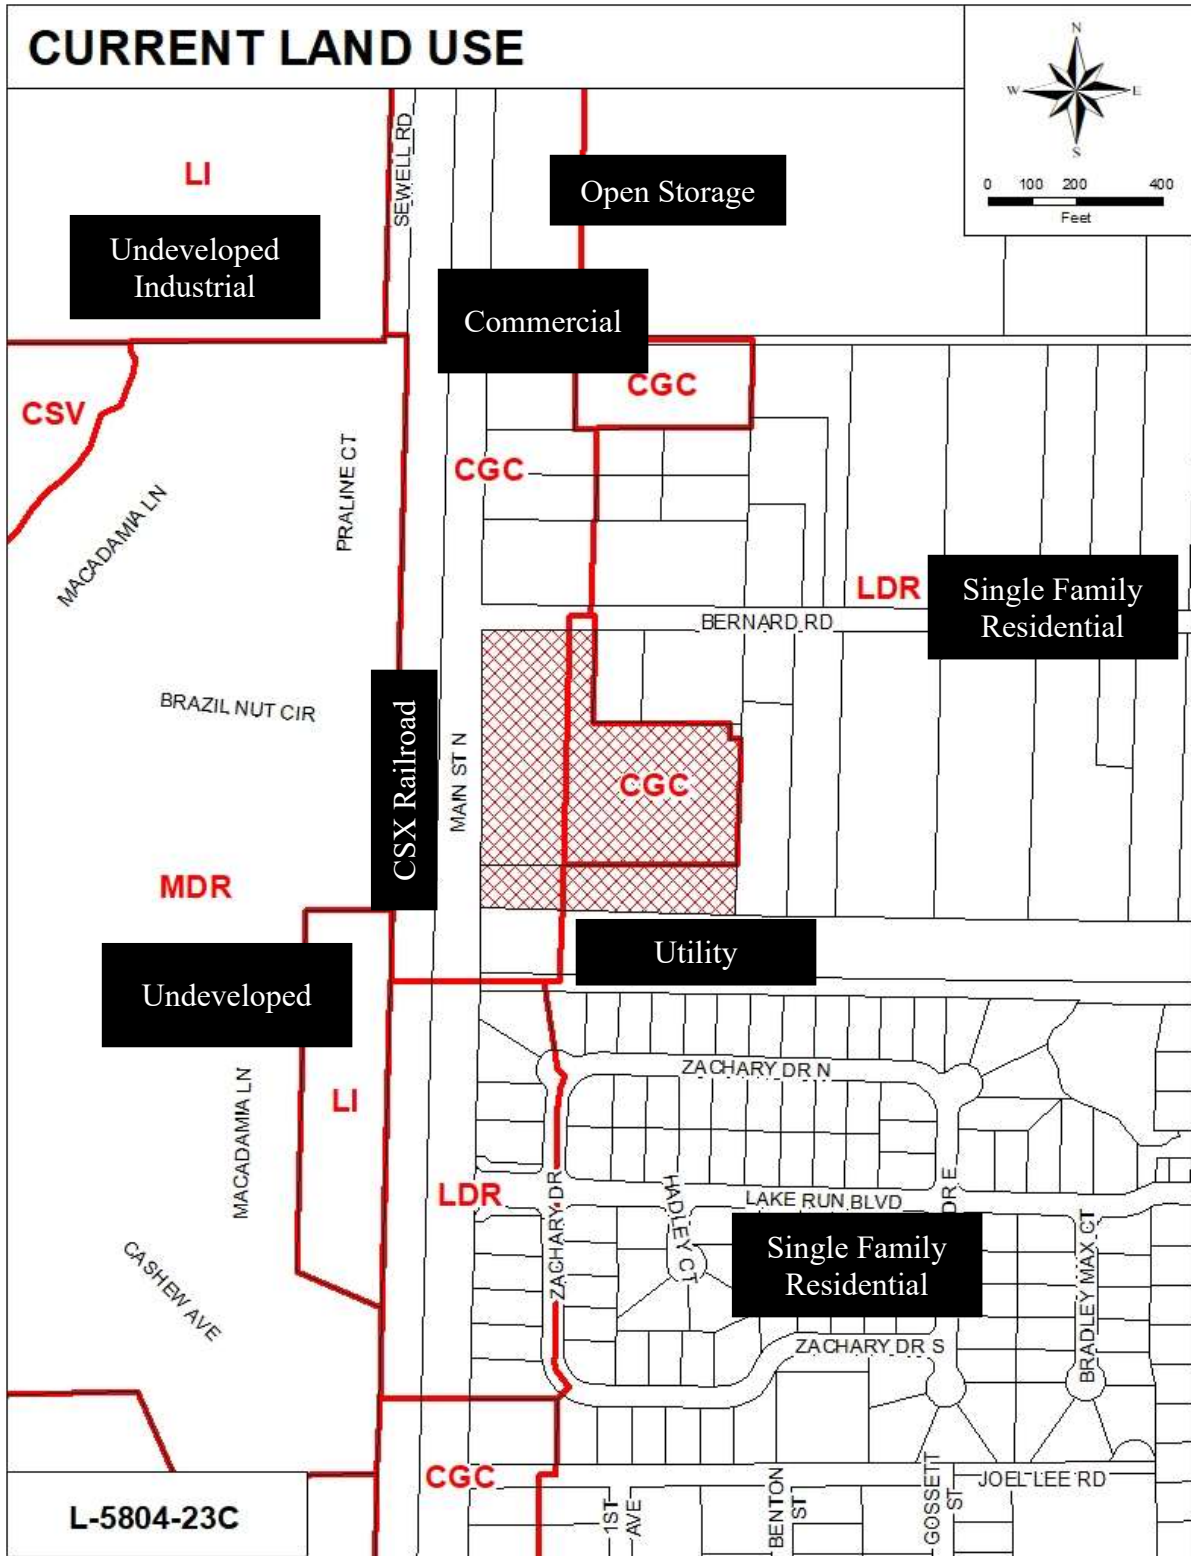 CURRENT LAND USE
N
W
E
S
0 100 200 400
Feet
SEWELL RD
LI
Open Storage
Undeveloped
Industrial
Commercial
CGC
CSV
CGC
PRALINE CT
MACADAMIA LN
LDR
Single Family
Residential
BERNARD RD
BRAZIL NUT CIR
CSX Railroad
MAIN ST N
CGC
MDR
Utility
Undeveloped
ZACHARY DR N
LI
MACADAMIA LN
LDR
ZACHARY DR
HADLEY CT
LAKE RUN BLVD
DR E
BRADLEY MAX CT
Single Family
Residential
CASHEW AVE
ZACHARY DR S
CGC
JOEL LEE RD
1ST
AVE
BENTON
ST
GOSSETT
ST
L-5804-23C